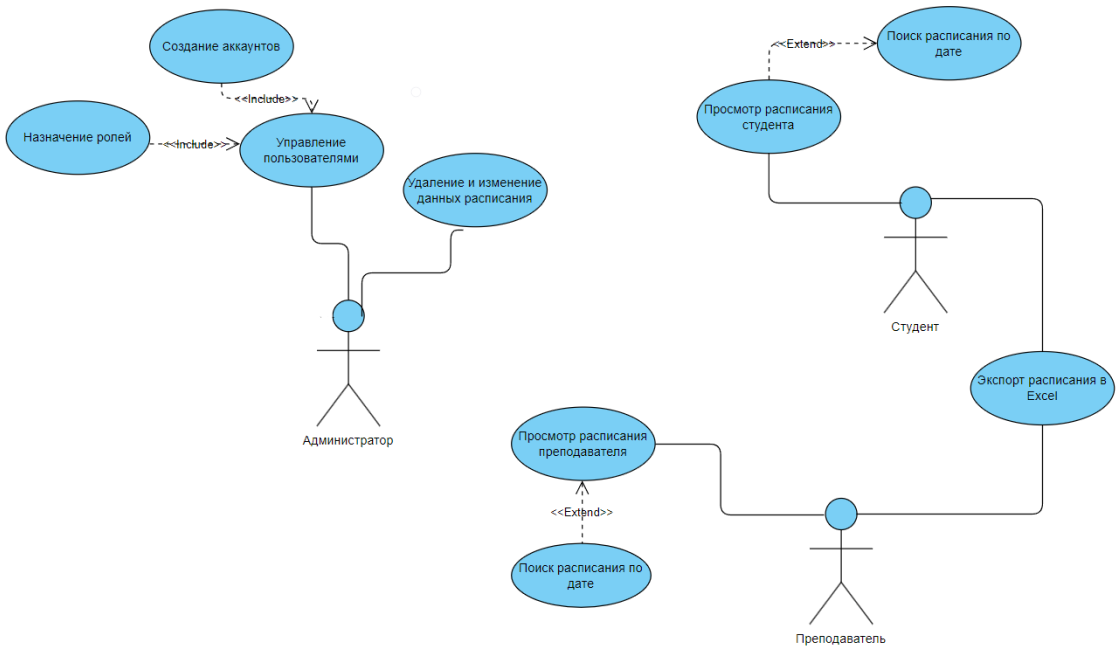 Создание аккаунтов
<<Include>>
Назначение ролей
<<Include>>
Управление
пользователями
Удаление и изменение
данных расписания
Администратор
<<Extend>>
Поиск расписания по
дате
Просмотр расписания
студента
Студент
Экспорт расписания в
Excel
Просмотр расписания
преподавателя
<<Extend>>
Поиск расписания по
дате
Преподаватель